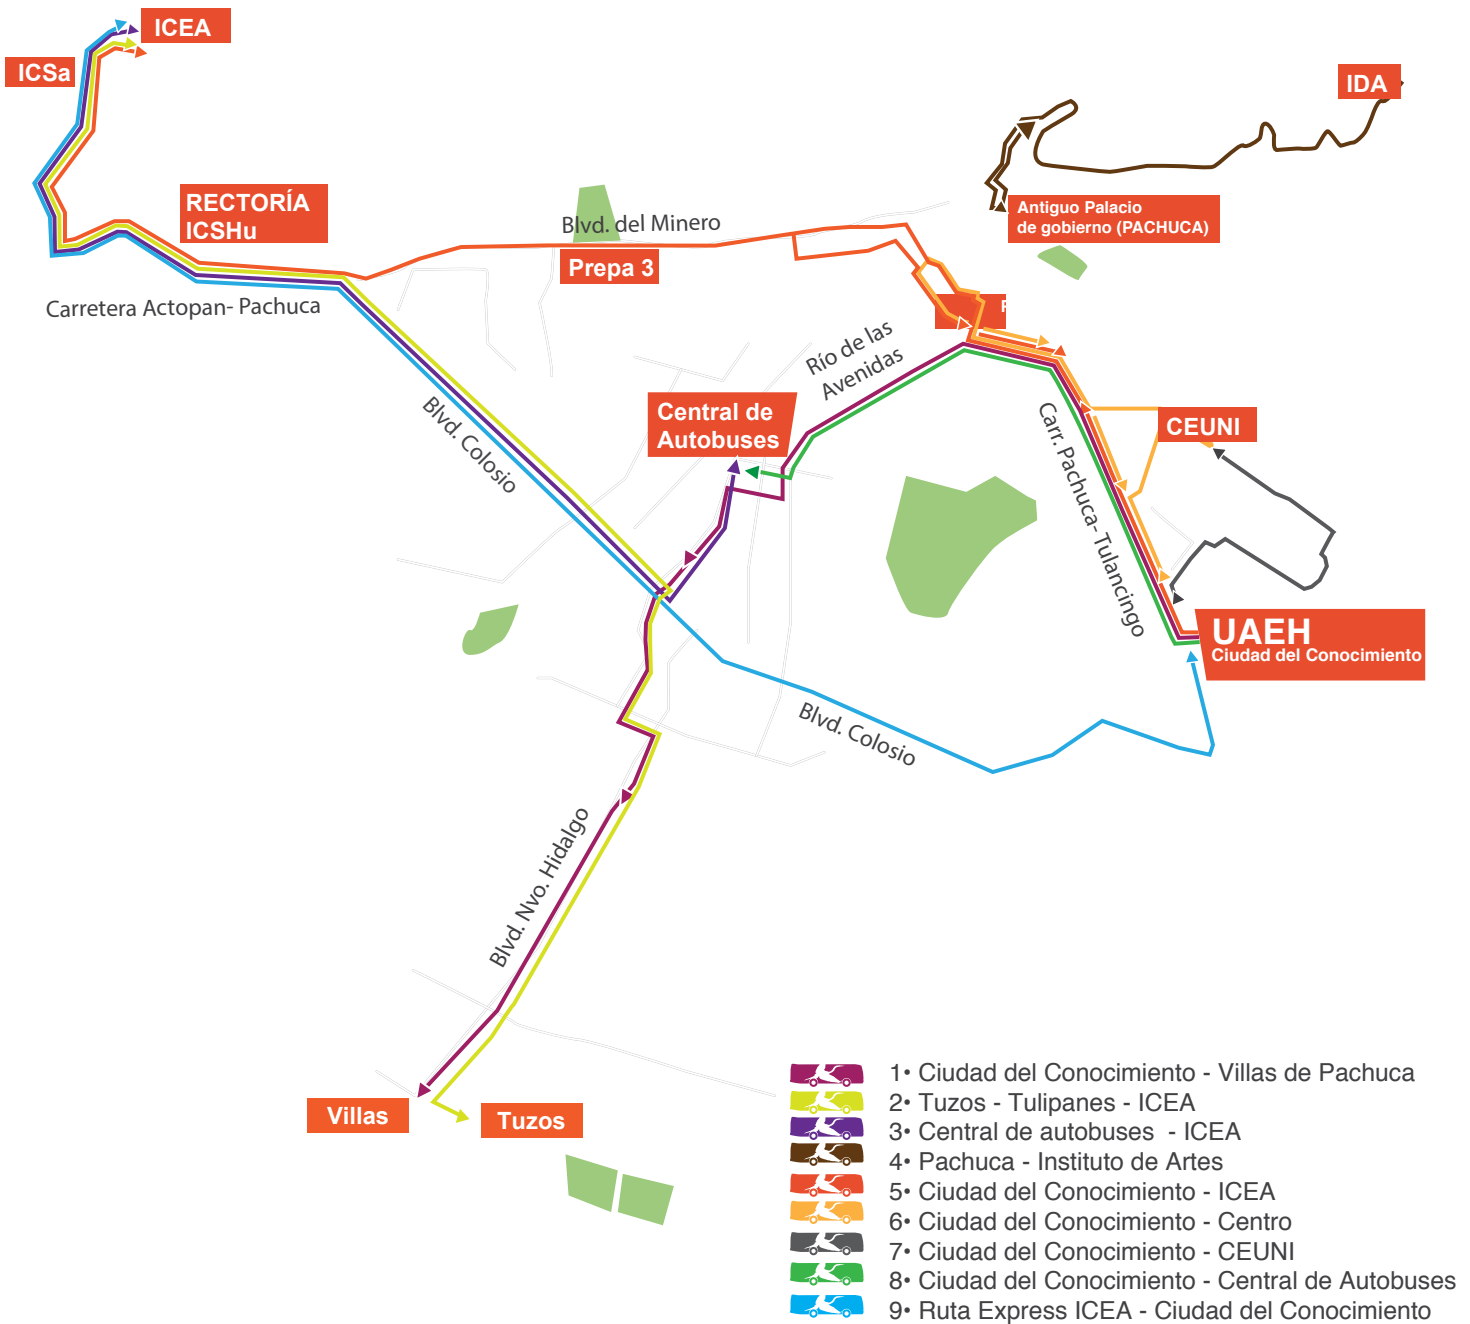 ICEA
ICSa
IDA
RECTORÍA
ICSHu
Antiguo Palacio
de gobierno (PACHUCA)
Blvd. del Minero
Prepa 3
Carretera Actopan- Pachuca
Río de las
Avenidas
Central de
Autobuses
Blvd. Colosio
Carr. Pachuca- Tulancingo
CEUNI
UAEH
Ciudad del Conocimiento
Blvd. Colosio
Blvd. Nvo. Hidalgo
Villas
Tuzos
1• Ciudad del Conocimiento - Villas de Pachuca
2• Tuzos - Tulipanes - ICEA
3• Central de autobuses - ICEA
4• Pachuca - Instituto de Artes
5• Ciudad del Conocimiento - ICEA
6• Ciudad del Conocimiento - Centro
7• Ciudad del Conocimiento - CEUNI
8• Ciudad del Conocimiento - Central de Autobuses
9• Ruta Express ICEA - Ciudad del Conocimiento